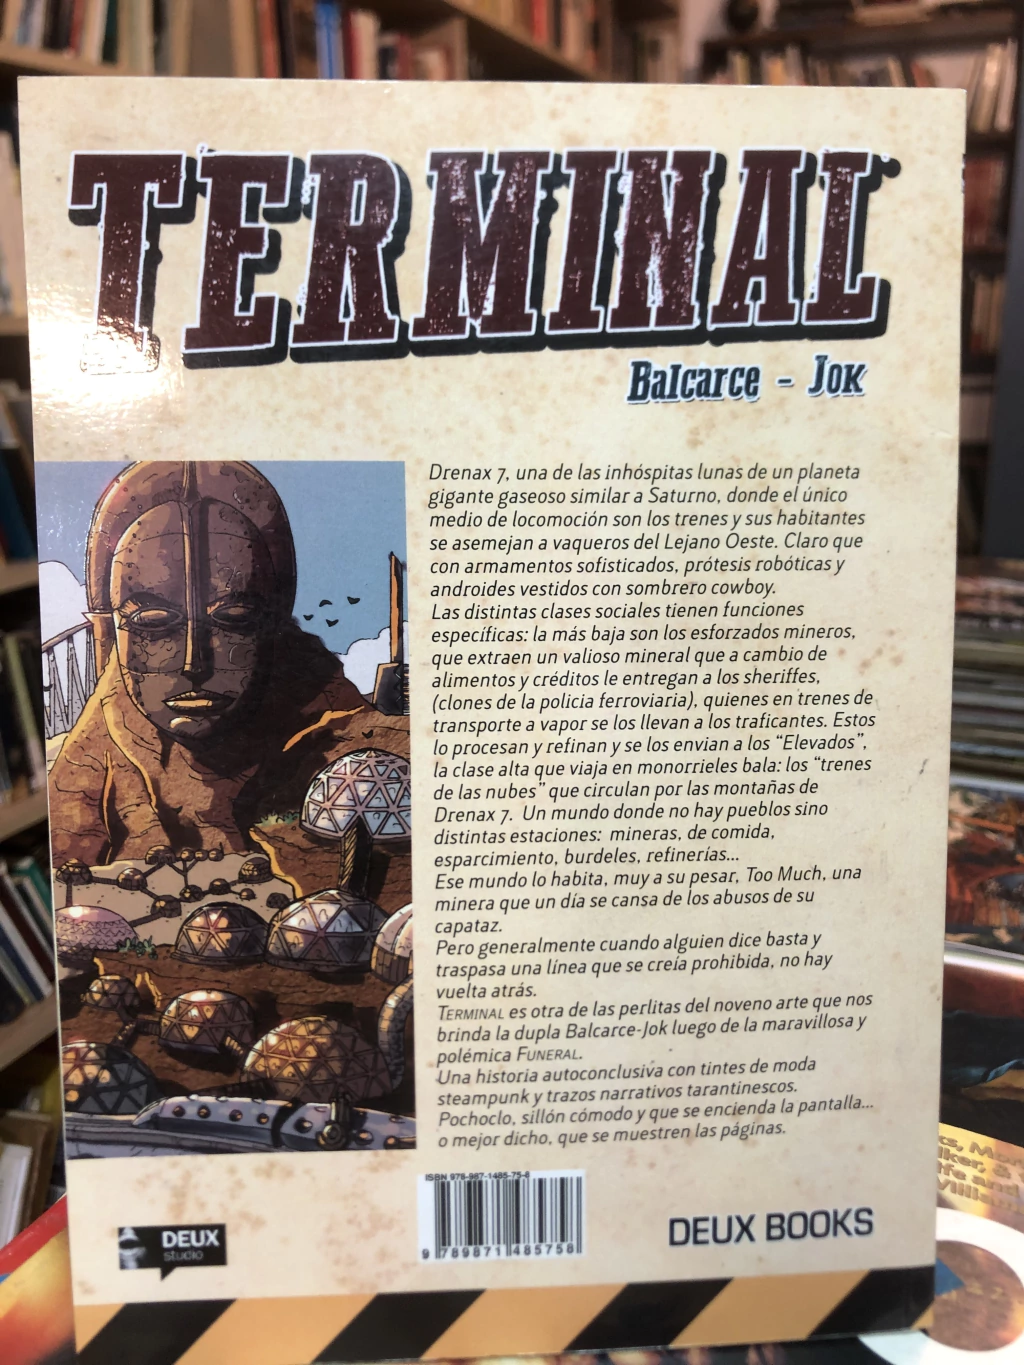 TERMINAL
Balcarce - Jok
Drenax 7, una de las inhóspitas lunas de un planeta
gigante gaseoso similar a Saturno, donde el único
medio de locomoción son los trenes y sus habitantes
se asemejan a vaqueros del Lejano Oeste. Claro que
con armamentos sofisticados, prótesis robóticas y
androides vestidos con sombrero cowboy.
Las distintas clases sociales tienen funciones
específicas: la más baja son los esforzados mineros,
que extraen un valioso mineral que a cambio de
alimentos y créditos le entregan a los sheriffes,
(clones de la policia ferroviaria), quienes en trenes de
transporte a vapor se los llevan a los traficantes. Estos
lo procesan y refinan y se los envian a los “Elevados”,
la clase alta que viaja en monorrieles bala: los “trenes
de las nubes” que circulan por las montañas de
Drenax 7. Un mundo donde no hay pueblos sino
distintas estaciones: mineras, de comida,
esparcimiento, burdeles, refinerías...
Ese mundo lo habita, muy a su pesar, Too Much, una
minera que un día se cansa de los abusos de su
capataz.
Pero generalmente cuando alguien dice basta y
traspasa una línea que se creía prohibida, no hay
vuelta atrás.
TERMINAL es otra de las perlitas del noveno arte que nos
brinda la dupla Balcarce-Jok luego de la maravillosa y
polémica FUNERAL.
Una historia autoconclusiva con tintes de moda
steampunk y trazos narrativos tarantinescos.
Pochoclo, sillón cómodo y que se encienda la pantalla...
o mejor dicho, que se muestren las páginas.
ISBN 978-987-1485-75-8
9 789871 485758
DEUX
studio
DEUX BOOKS